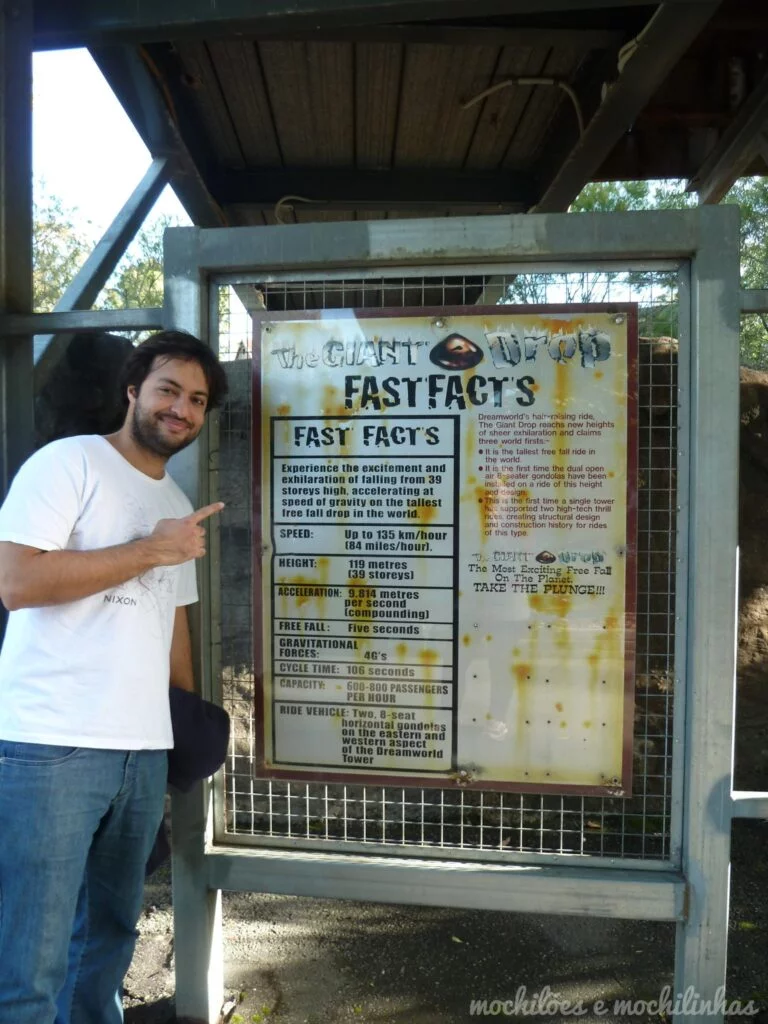 The GIANT Drop
FAST FACT'S
FAST FACT'S
Experience the excitement and
exhilaration of falling from 39
storeys high, accelerating at
speed of gravity on the tallest
free fall drop in the world.
SPEED: Up to 135 km/hour
(84 miles/hour).
HEIGHT: 119 metres
(39 storeys)
ACCELERATION: 9.814 metres
per second
(compounding)
FREE FALL: Five seconds
GRAVITATIONAL
FORCES: 4G's
CYCLE TIME: 106 seconds
CAPACITY: 600-800 PASSENGERS
PER HOUR
RIDE VEHICLE: Two, 8-seat
horizontal gondolas
on the eastern and
western aspect
of the Dreamworld
Tower
Dreamworld's hair-raising ride,
The Giant Drop reachs new heights
of sheer exhilaration and claims
three world firsts:-
● It is the tallest free fall ride in
the world.
● It is the first time the dual open
air 8-seater gondolas have been
installed on a ride of this height
and design.
● This is the first time a single tower
has supported two high-tech thrill
rides, creating structural design
and construction history for rides
of this type.
The GIANT Drop
The Most Exciting Free Fall
On The Planet.
TAKE THE PLUNGE!!!
NIXON
mochilões e mochilinhas